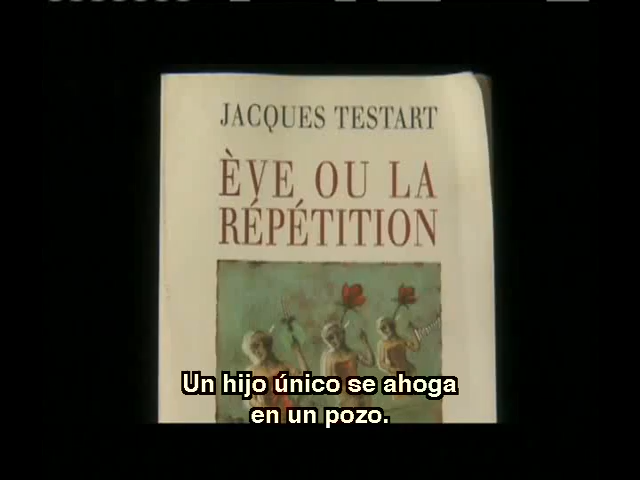 JACQUES TESTART
ÈVE OU LA
RÉPÉTITION
Un hijo único se ahoga
en un pozo.